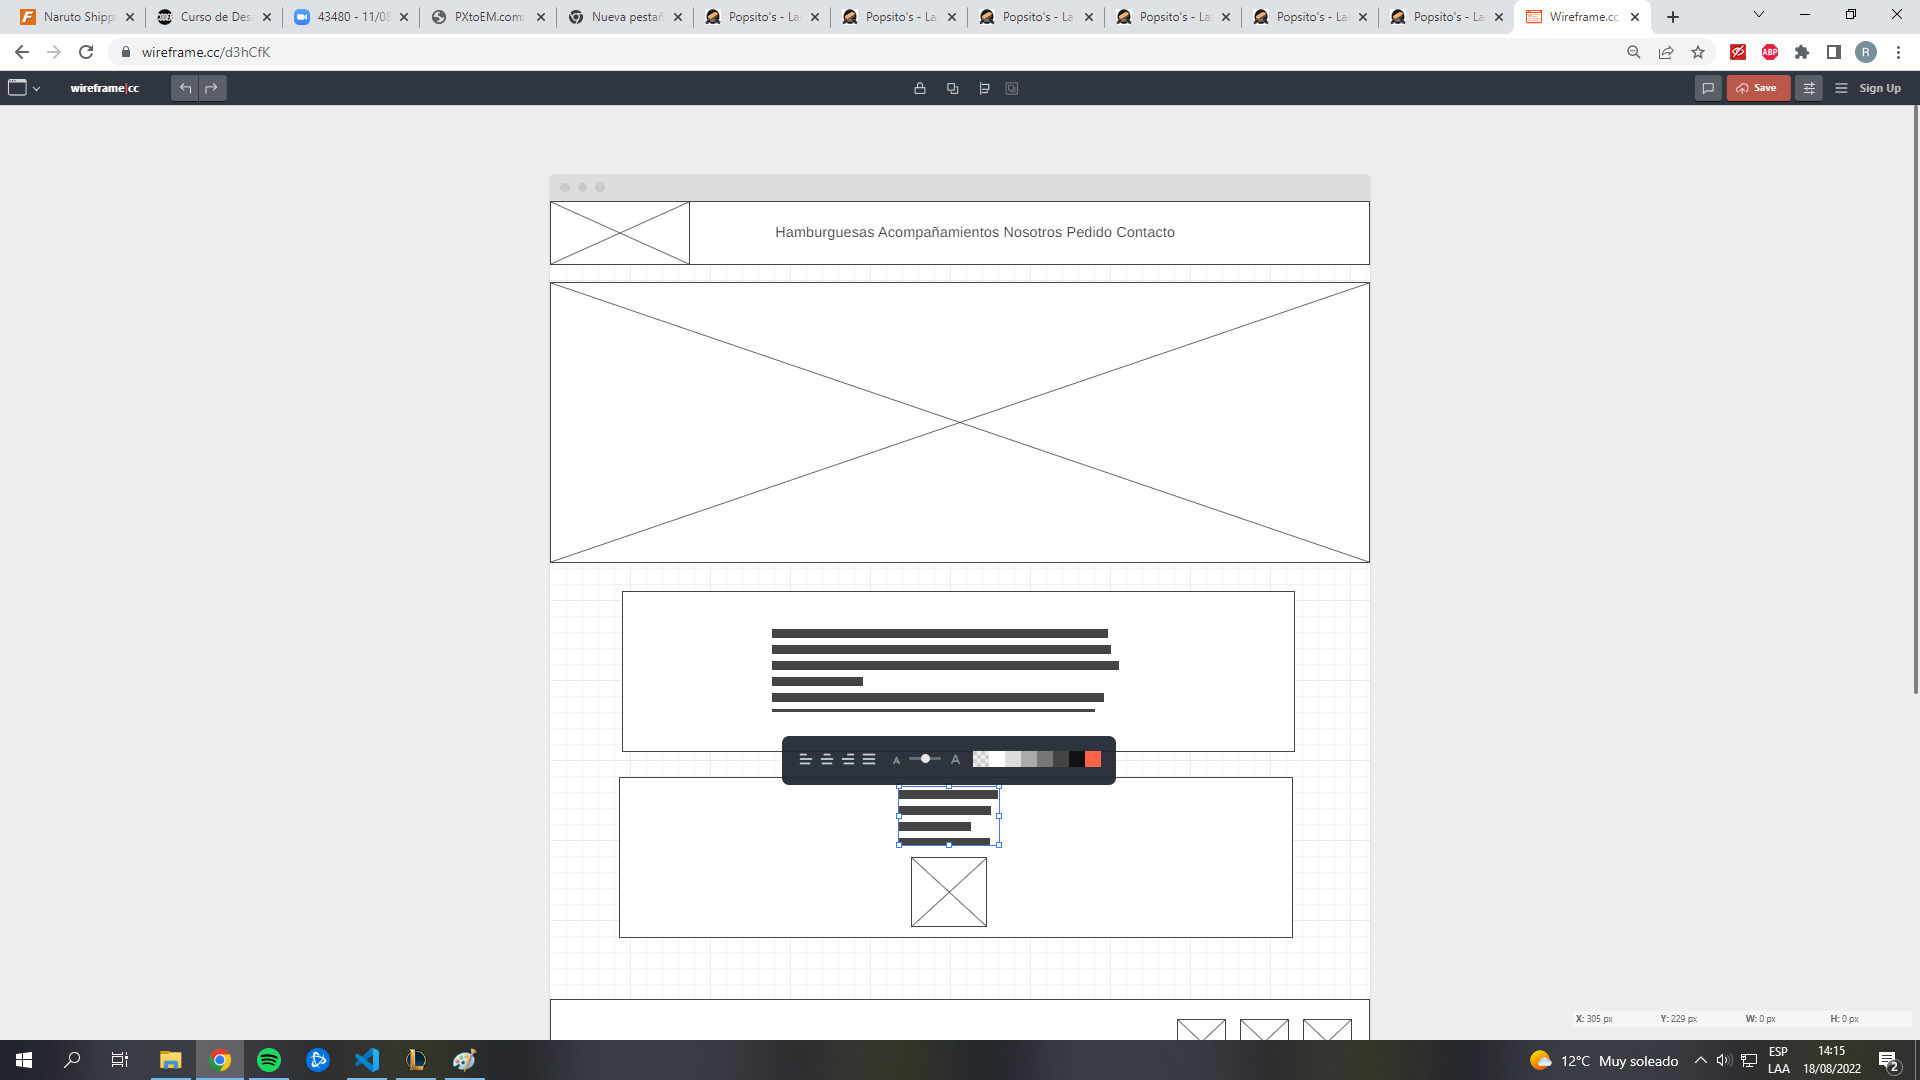 Naruto Shipp
Curso de Des
43480 - 11/08
PXtoEM.com:
Nueva pestañ
Popsito's - La
Popsito's - La
Popsito's - La
Popsito's - La
Popsito's - La
Popsito's - La
Wireframe.cc
wireframe.cc/d3hCfK
ABP
R
wireframe|cc
Save
Sign Up
Hamburguesas Acompañamientos Nosotros Pedido Contacto
A
A
X: 305 px
Y: 229 px
W: 0 px
H: 0 px
12°C Muy soleado
ESP
LAA
14:15
18/08/2022
2